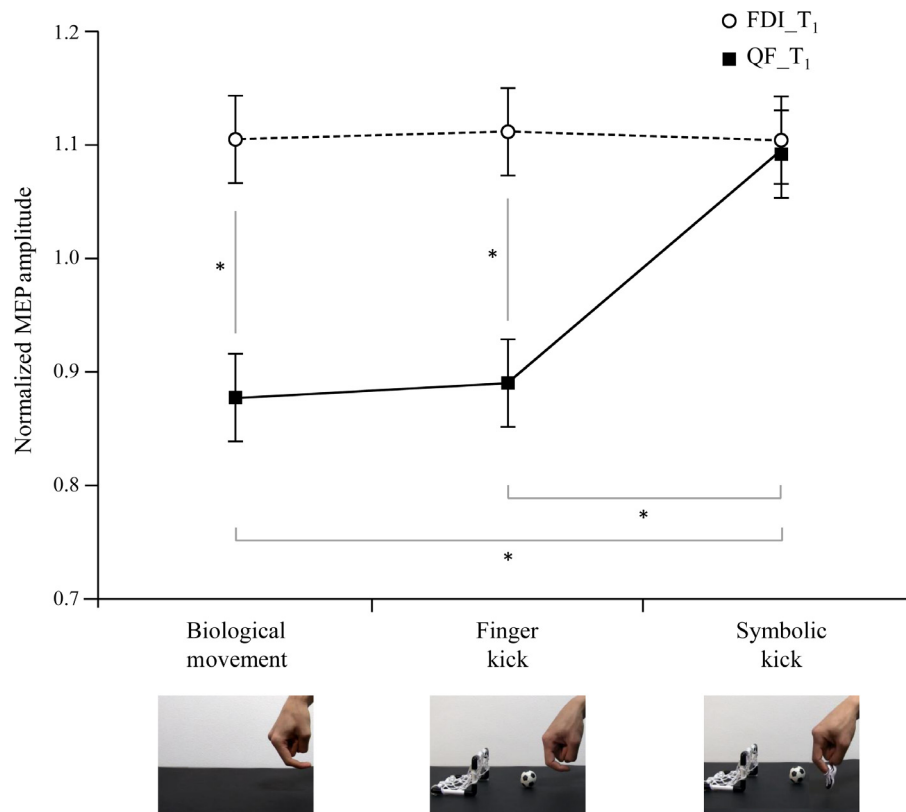 FDI_T₁
QF_T₁
1.2
1.1
1.0
0.9
0.8
0.7
Normalized MEP amplitude
*
*
*
*
Biological
movement
Finger
kick
Symbolic
kick